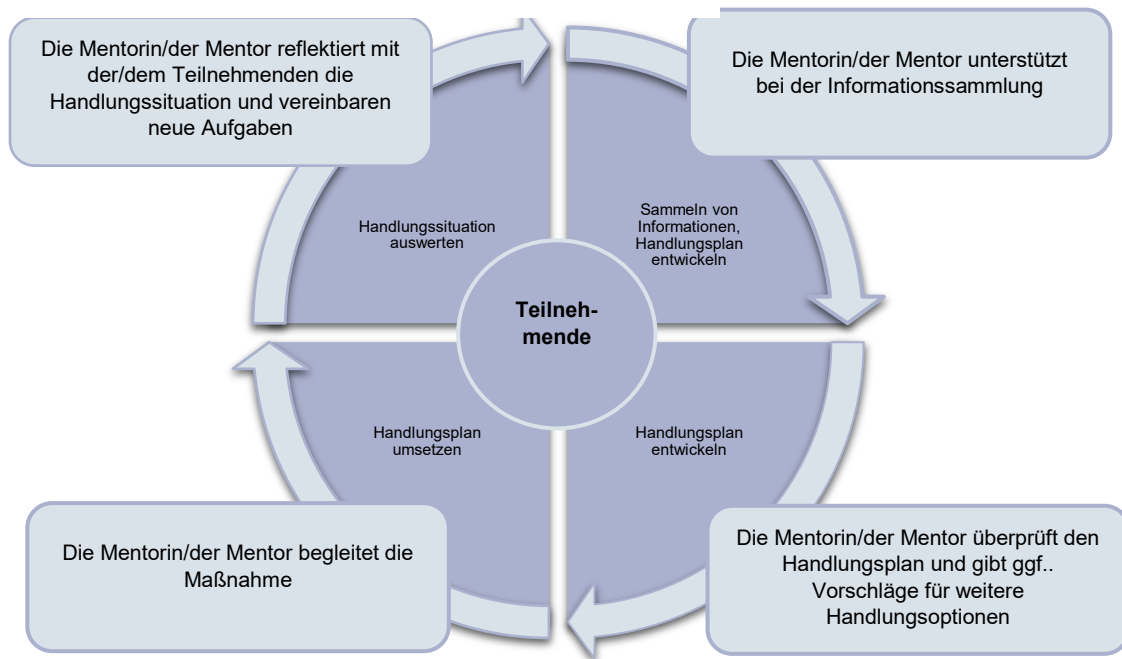 Die Mentorin/der Mentor reflektiert mit
der/dem Teilnehmenden die
Handlungssituation und vereinbaren
neue Aufgaben
Die Mentorin/der Mentor unterstützt
bei der Informationssammlung
Handlungssituation
auswerten
Sammeln von
Informationen,
Handlungsplan
entwickeln
Teilneh-
mende
Handlungsplan
umsetzen
Handlungsplan
entwickeln
Die Mentorin/der Mentor begleitet die
Maßnahme
Die Mentorin/der Mentor überprüft den
Handlungsplan und gibt ggf..
Vorschläge für weitere
Handlungsoptionen